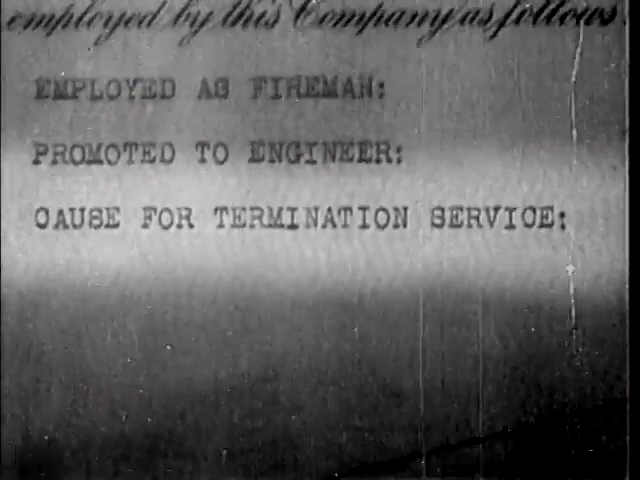 employed by this Company as follows:
EMPLOYED AS FIREMAN:
PROMOTED TO ENGINEER:
CAUSE FOR TERMINATION SERVICE: